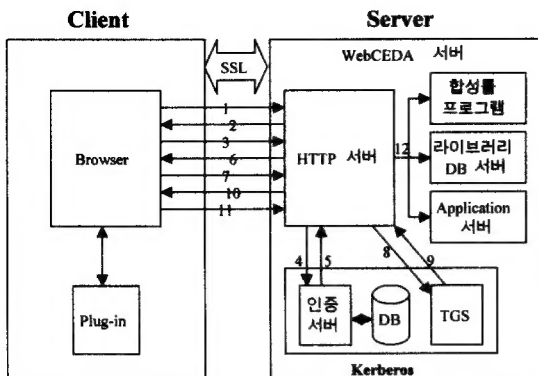 Client
Server
SSL
WebCEDA 서버
1
2
3
6
7
10
11
Browser
HTTP 서버
12
합성툴
프로그램
라이브러리
DB 서버
Application
서버
4
5
8
9
Plug-in
인증
서버
DB
TGS
Kerberos